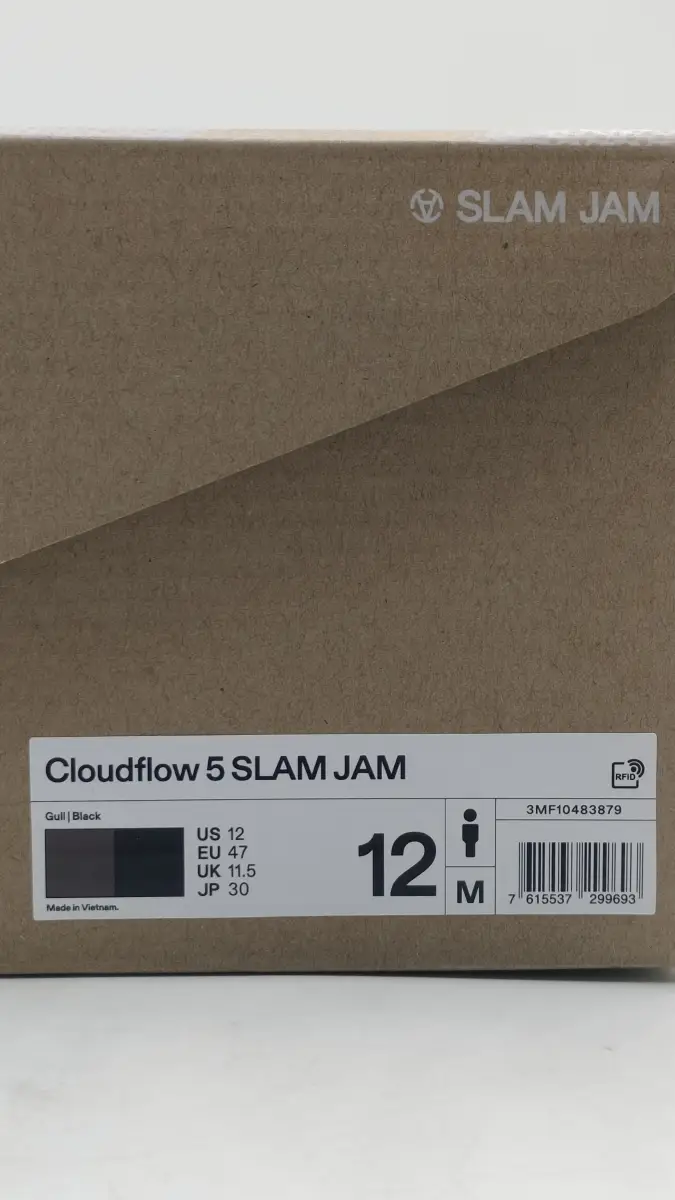 SLAM JAM
Cloudflow 5 SLAM JAM
RFID
Gull | Black
US 12
EU 47
UK 11.5
JP 30
Made in Vietnam.
12
M
3MF10483879
7 615537 299693